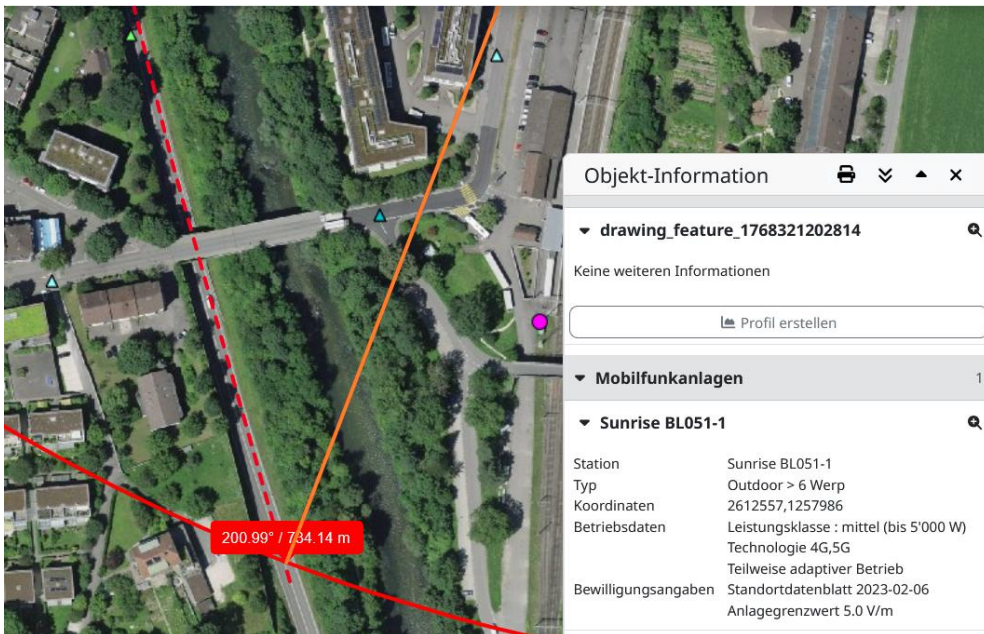 Objekt-Information
drawing_feature_1768321202814
Keine weiteren Informationen
Profil erstellen
Mobilfunkanlagen 1
Sunrise BL051-1
Station Sunrise BL051-1
Typ Outdoor > 6 Werp
Koordinaten 2612557,1257986
Betriebsdaten Leistungsklasse : mittel (bis 5'000 W)
Technologie 4G,5G
Teilweise adaptiver Betrieb
Bewilligungsangaben Standortdatenblatt 2023-02-06
Anlagegrenzwert 5.0 V/m
200.99° / 734.14 m